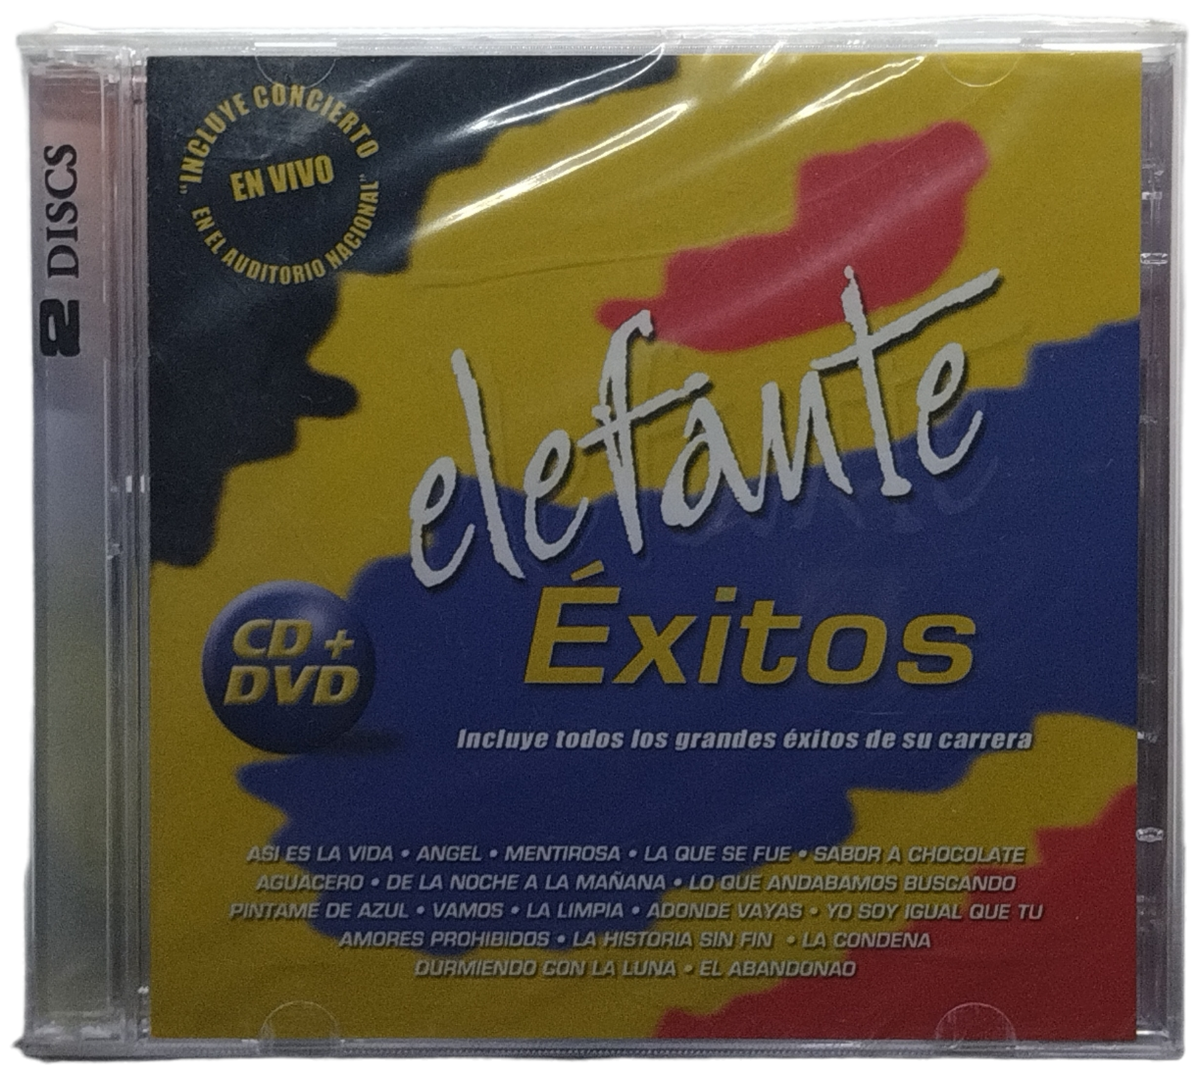 2 DISCS
"INCLUYE CONCIERTO
EN VIVO
EN EL AUDITORIO NACIONAL"
elefante
Éxitos
CD +
DVD
Incluye todos los grandes éxitos de su carrera
ASI ES LA VIDA • ANGEL • MENTIROSA • LA QUE SE FUE • SABOR A CHOCOLATE
AGUACERO • DE LA NOCHE A LA MAÑANA • LO QUE ANDABAMOS BUSCANDO
PINTAME DE AZUL • VAMOS • LA LIMPIA • ADONDE VAYAS • YO SOY IGUAL QUE TU
AMORES PROHIBIDOS • LA HISTORIA SIN FIN • LA CONDENA
DURMIENDO CON LA LUNA • EL ABANDONAO